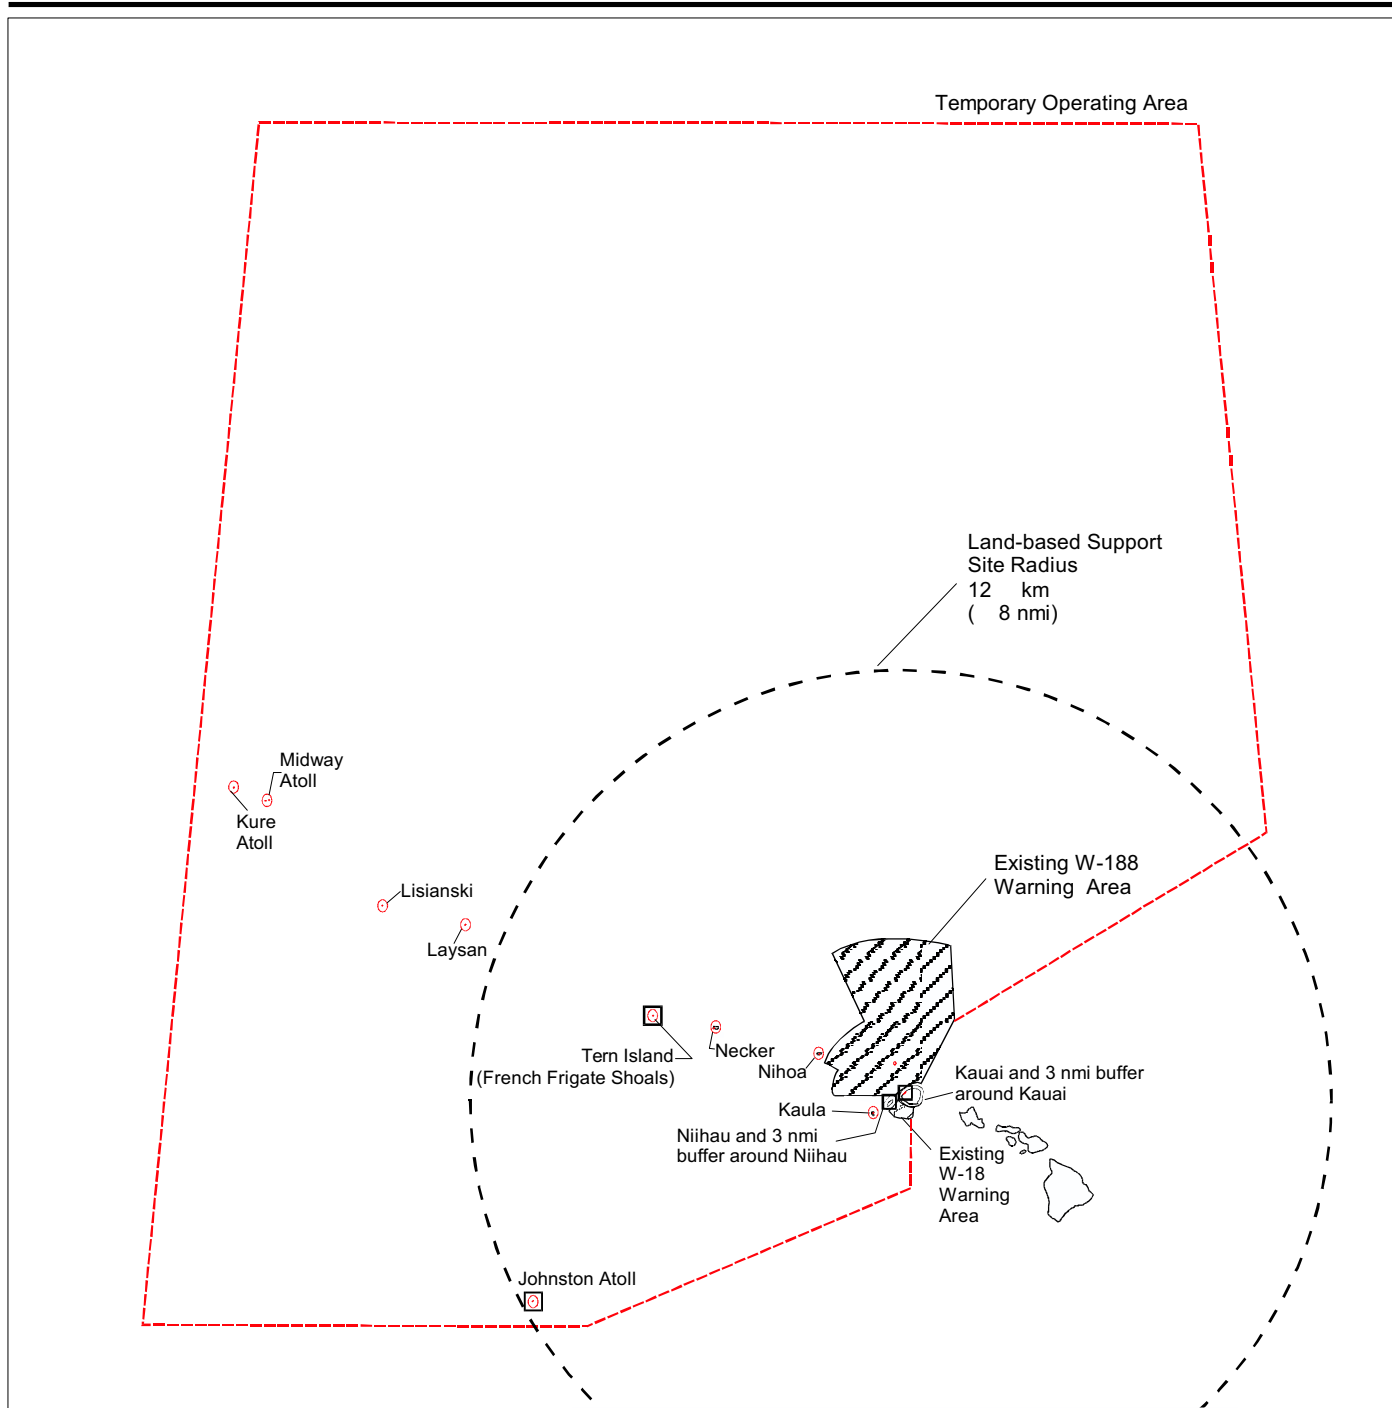 Temporary Operating Area
Land-based Support
Site Radius
12 km
( 8 nmi)
Midway
Atoll
Kure
Atoll
Existing W-188
Warning Area
Lisianski
Laysan
Tern Island
(French Frigate Shoals)
Necker
Nihoa
Kauai and 3 nmi buffer
around Kauai
Kaula
Niihau and 3 nmi
buffer around Niihau
Existing
W-18
Warning
Area
Johnston Atoll